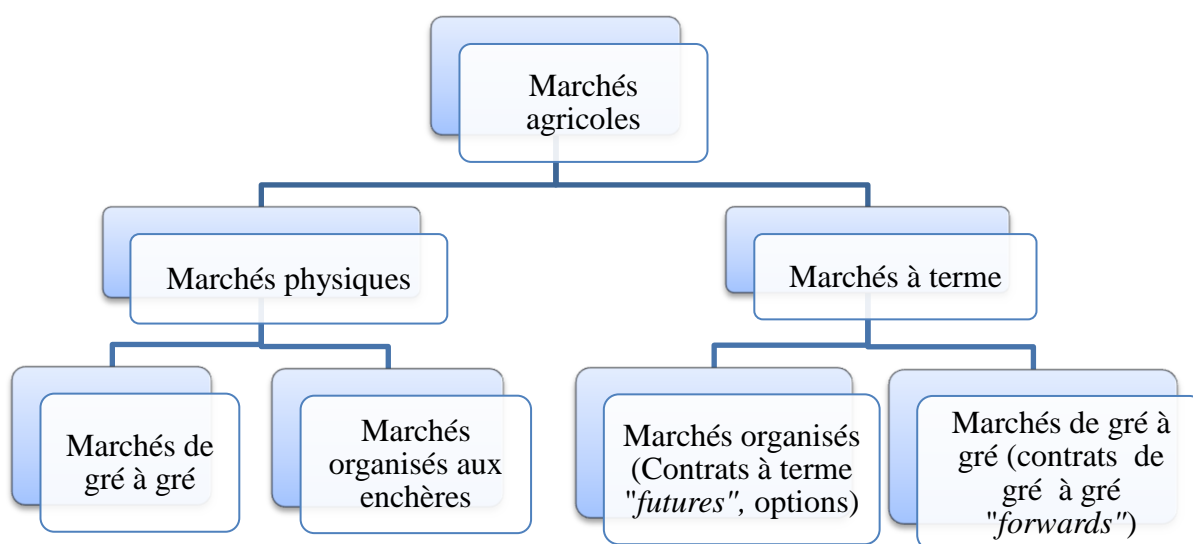 Marchés
agricoles
Marchés physiques
Marchés à terme
Marchés de
gré à gré
Marchés
organisés aux
enchères
Marchés organisés
(Contrats à terme
"futures", options)
Marchés de gré à
gré (contrats de
gré à gré
"forwards")